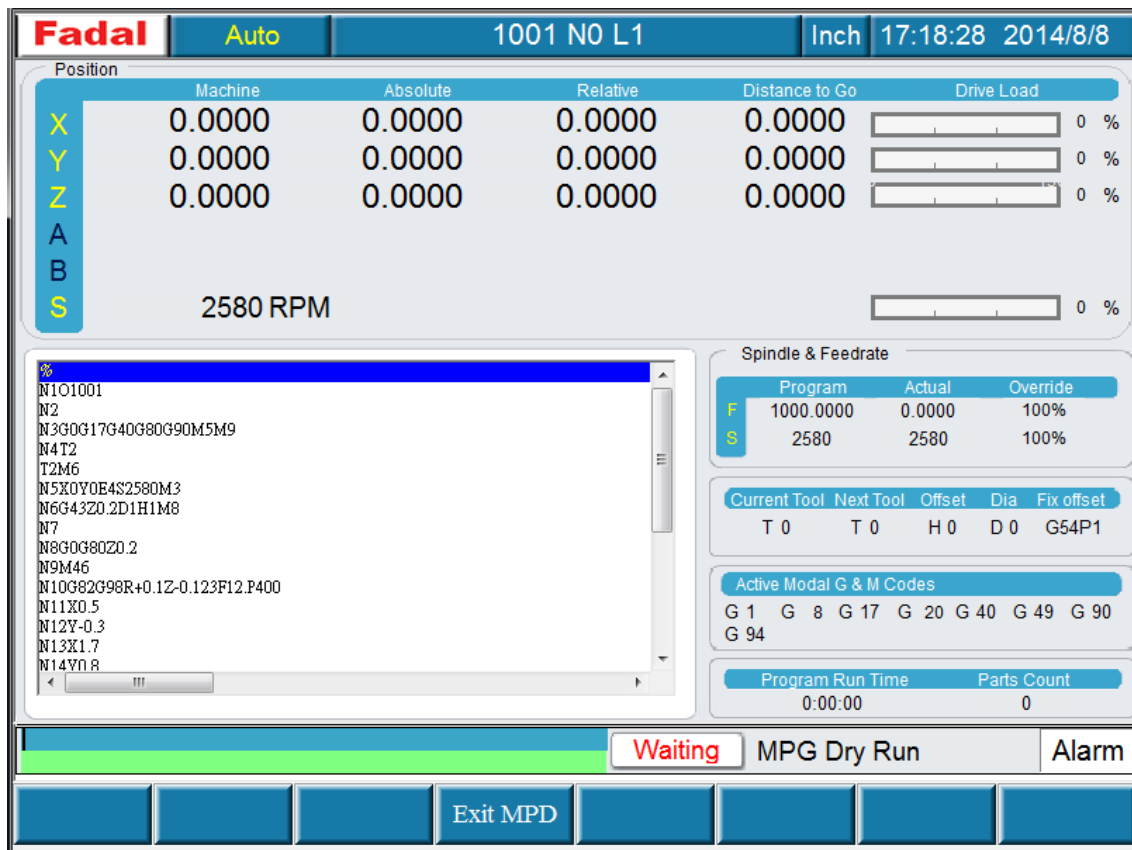 Fadal Auto 1001 N0 L1 Inch 17:18:28 2014/8/8
Position
Machine Absolute Relative Distance to Go Drive Load
X 0.0000 0.0000 0.0000 0.0000 0 %
Y 0.0000 0.0000 0.0000 0.0000 0 %
Z 0.0000 0.0000 0.0000 0.0000 0 %
A
B
S 2580 RPM 0 %
%
N1O1001
N2
N3G0G17G40G80G90M5M9
N4T2
T2M6
N5X0Y0E4S2580M3
N6G43Z0.2D1H1M8
N7
N8G0G80Z0.2
N9M46
N10G82G98R+0.1Z-0.123F12.P400
N11X0.5
N12Y-0.3
N13X1.7
N14Y0.8
Spindle & Feedrate
Program Actual Override
F 1000.0000 0.0000 100%
S 2580 2580 100%
Current Tool Next Tool Offset Dia Fix offset
T 0 T 0 H 0 D 0 G54P1
Active Modal G & M Codes
G 1 G 8 G 17 G 20 G 40 G 49 G 90
G 94
Program Run Time Parts Count
0:00:00 0
Waiting MPG Dry Run Alarm
Exit MPD